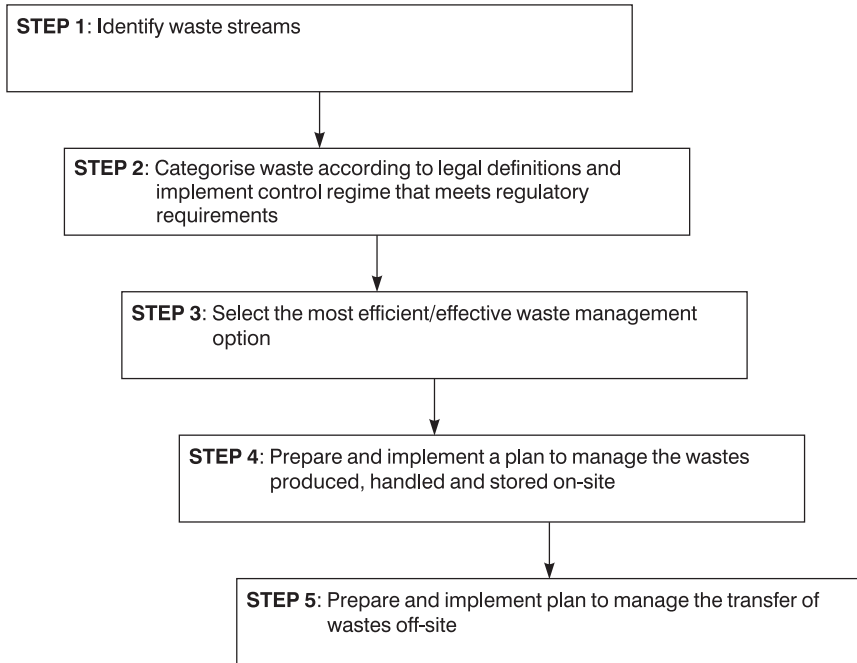 STEP 1: Identify waste streams
STEP 2: Categorise waste according to legal definitions and
implement control regime that meets regulatory
requirements
STEP 3: Select the most efficient/effective waste management
option
STEP 4: Prepare and implement a plan to manage the wastes
produced, handled and stored on-site
STEP 5: Prepare and implement plan to manage the transfer of
wastes off-site